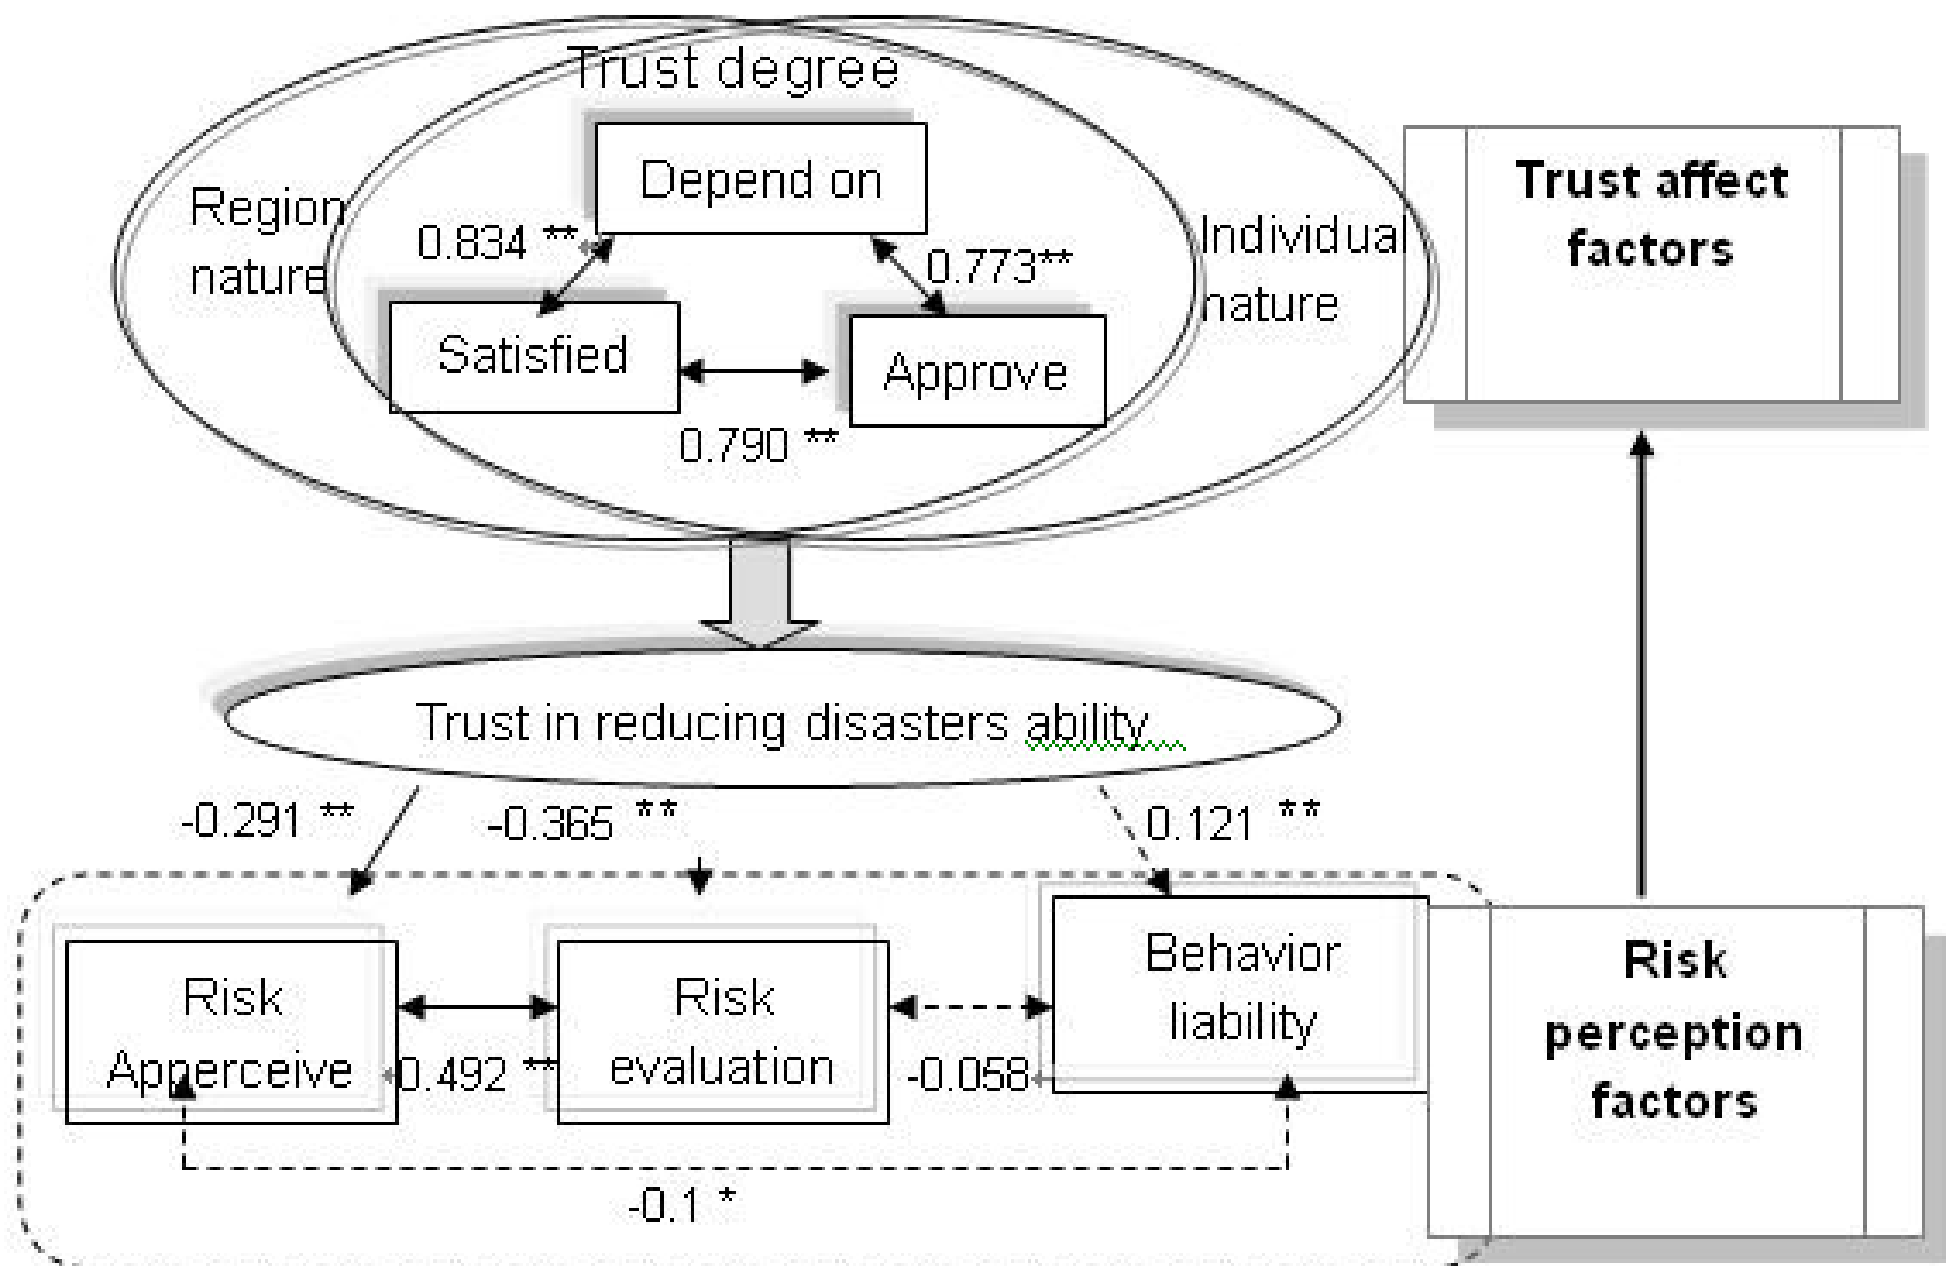 Trust degree
Depend on
Region
nature
0.834 **
0.773**
Individual
nature
Satisfied
Approve
0.790 **
Trust affect
factors
Trust in reducing disasters ability
-0.291 **
-0.365 **
0.121 **
Risk
Apperceive
0.492 **
Risk
evaluation
-0.058
Behavior
liability
-0.1 *
Risk
perception
factors